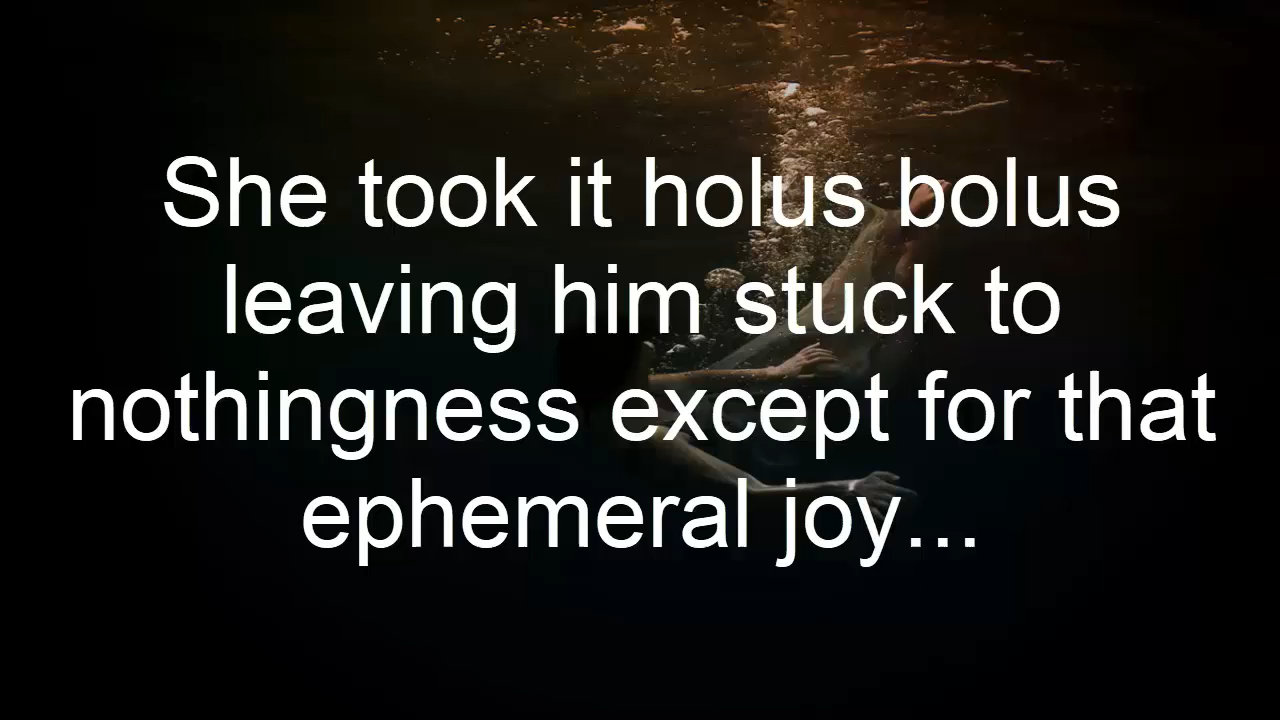 She took it holus bolus
leaving him stuck to
nothingness except for that
ephemeral joy...